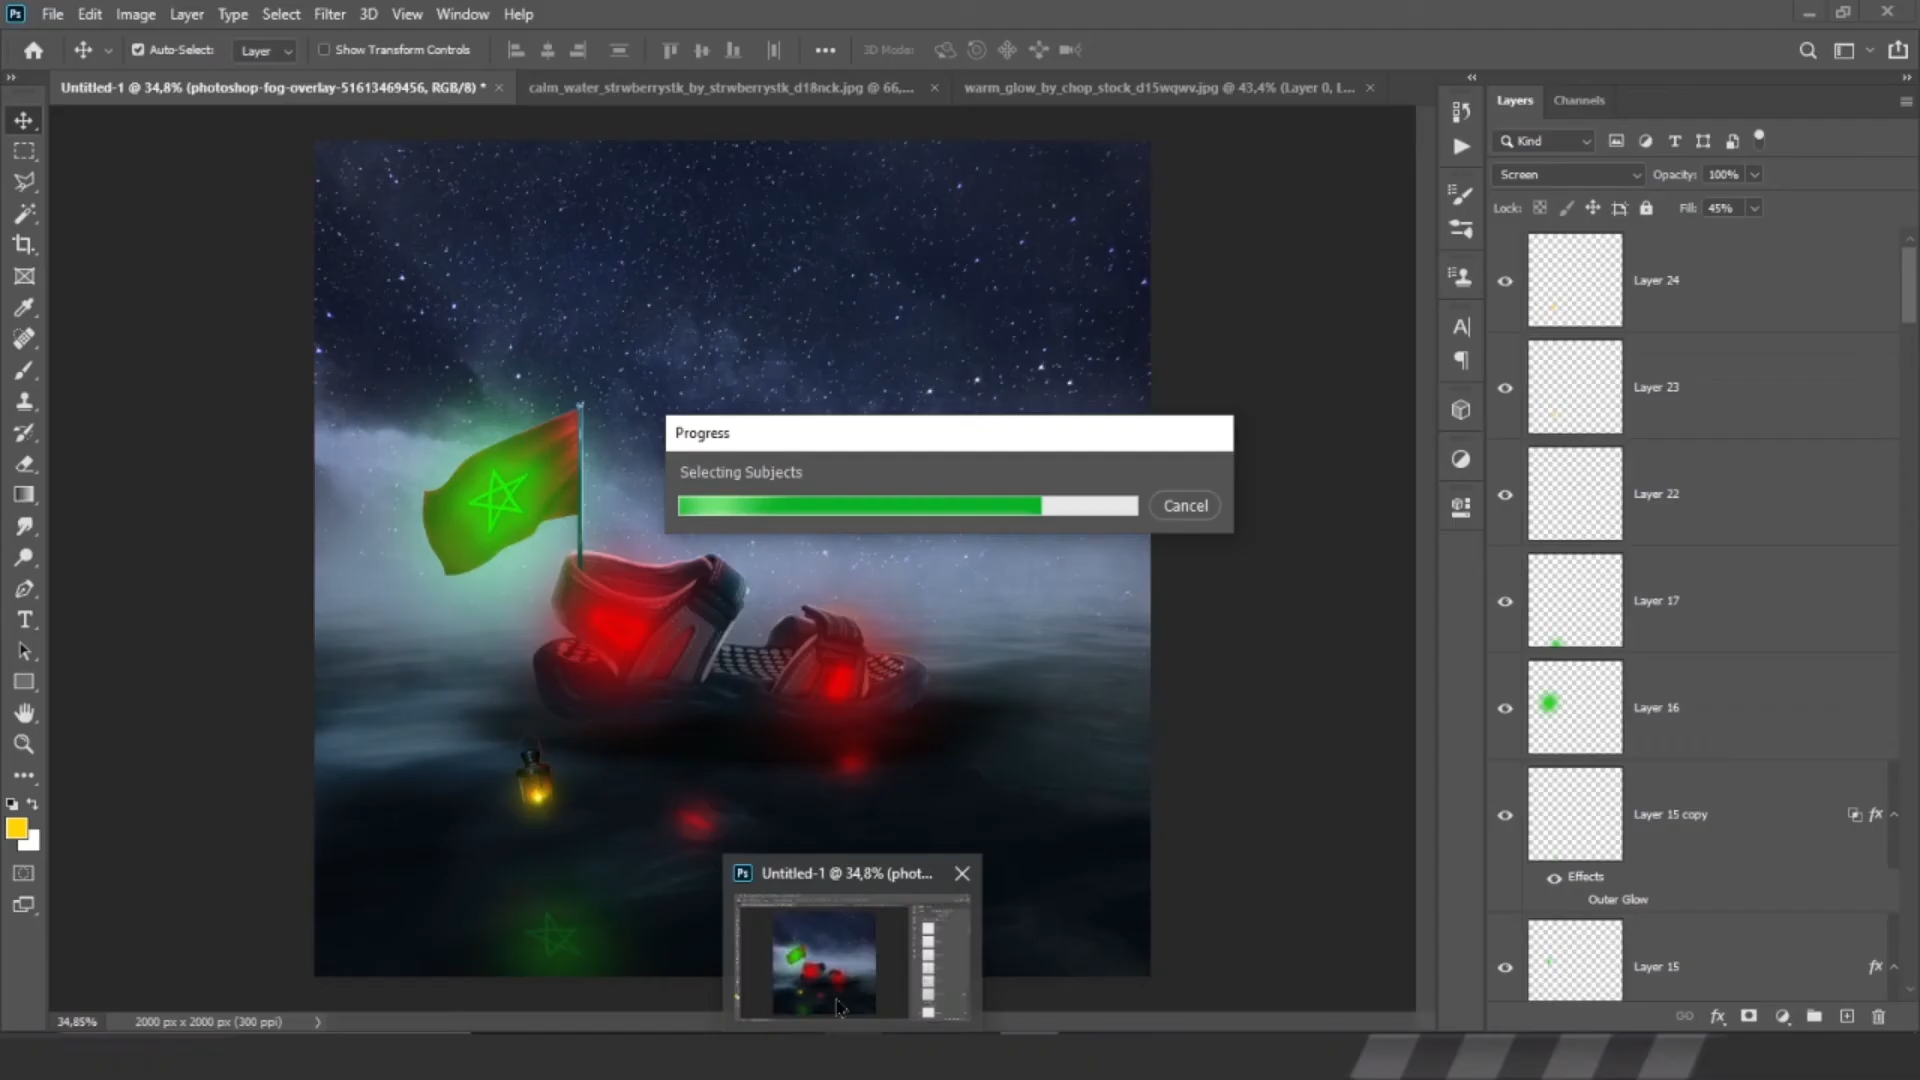 Ps File Edit Image Layer Type Select Filter 3D View Window Help
Auto-Select: Layer Show Transform Controls 3D Mode:
Untitled-1 @ 34,8% (photoshop-fog-overlay-51613469456, RGB/8) *
calm_water_strwberrystk_by_strwberrystk_d18nck.jpg @ 66,...
warm_glow_by_chop_stock_d15wqwv.jpg @ 43,4% (Layer 0, L...
Layers Channels
Kind
Screen Opacity: 100%
Lock: Fill: 45%
Layer 24
Layer 23
Layer 22
Layer 17
Layer 16
Layer 15 copy fx
Effects
Outer Glow
Layer 15 fx
Progress
Selecting Subjects
Cancel
Ps Untitled-1 @ 34,8% (phot...
34,85% 2000 px x 2000 px (300 ppi)